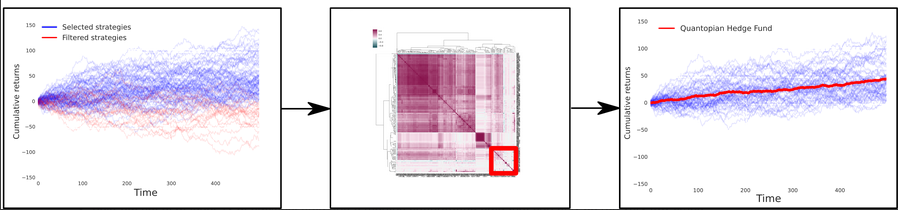 Selected strategies
Filtered strategies
150
100
50
0
−50
−100
−150
Cumulative returns
0 100 200 300 400
Time
Quantopian Hedge Fund
150
100
50
0
−50
−100
−150
Cumulative returns
0 100 200 300 400
Time